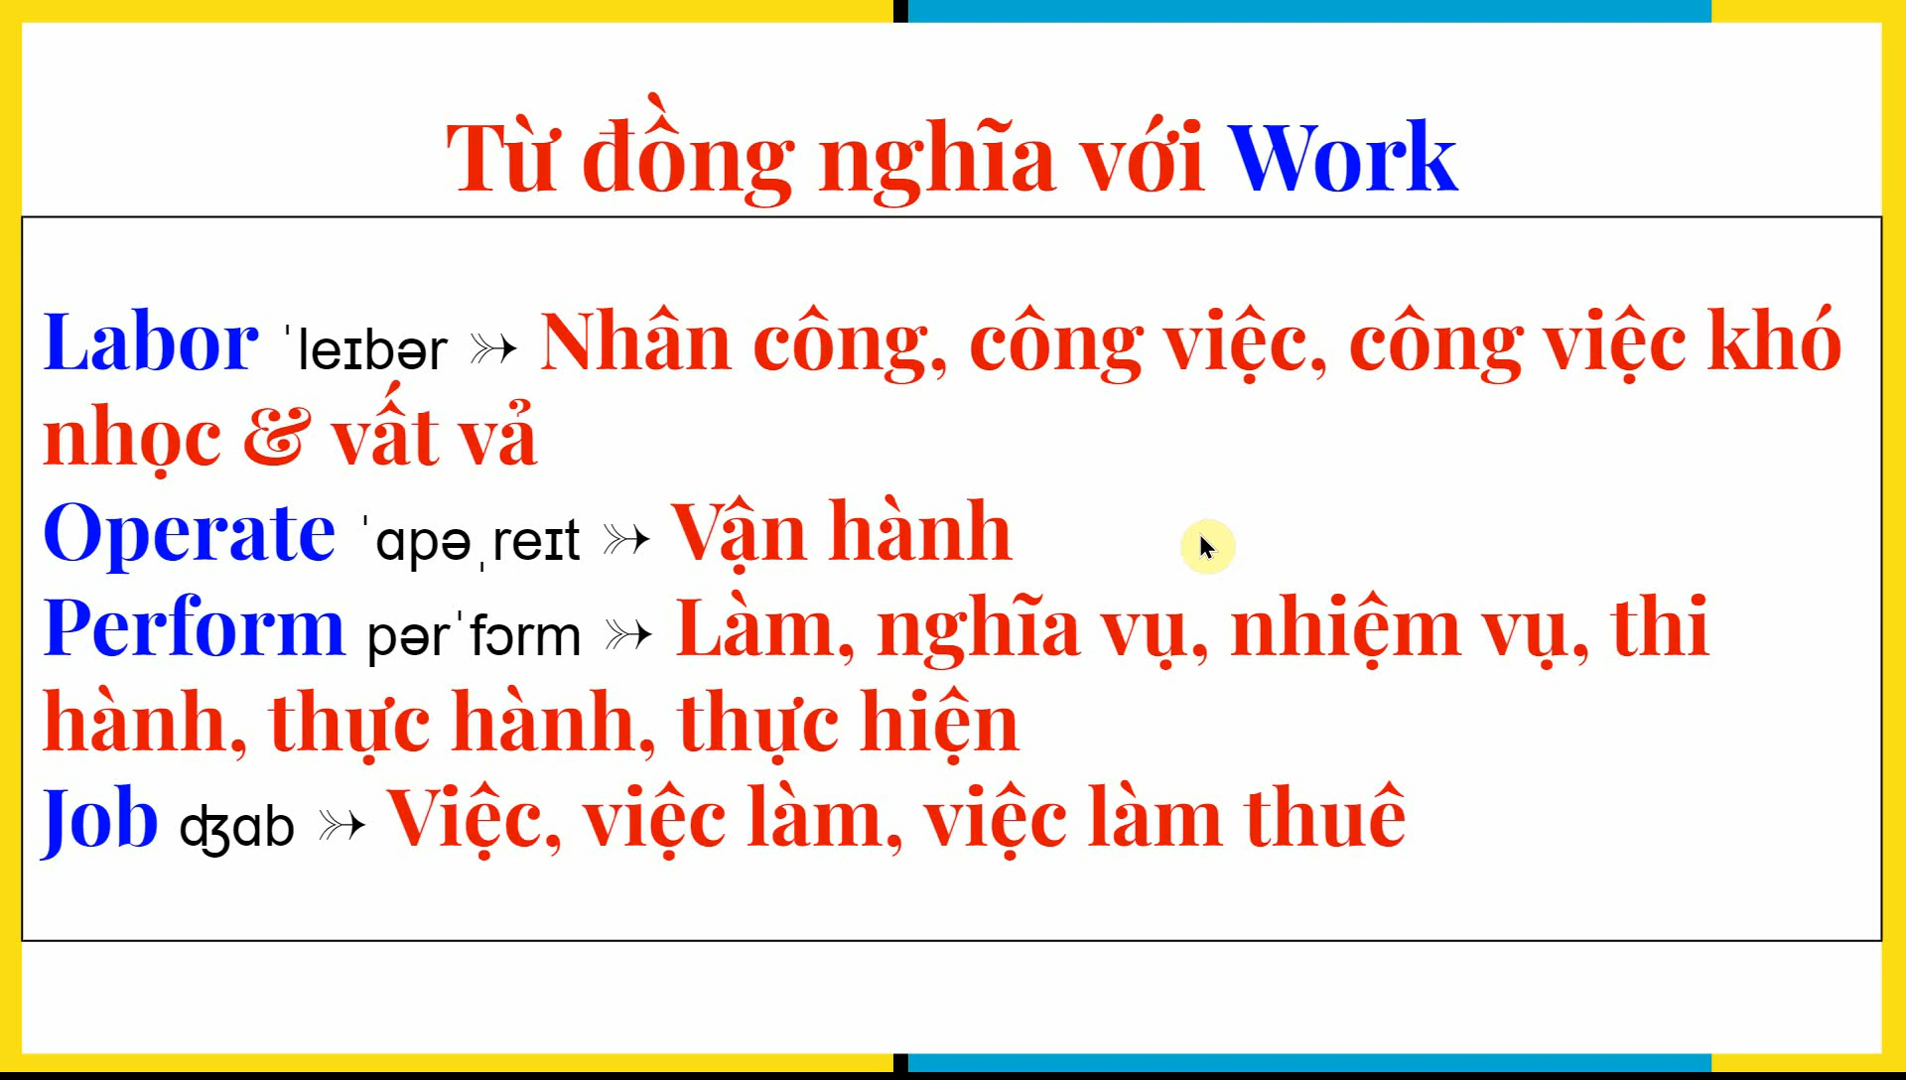 Từ đồng nghĩa với Work
Labor ˈleɪbər ➳ Nhân công, công việc, công việc khó
nhọc & vất vả
Operate ˈɑpəˌreɪt ➳ Vận hành
Perform pərˈfɔrm ➳ Làm, nghĩa vụ, nhiệm vụ, thi
hành, thực hành, thực hiện
Job ʤɑb ➳ Việc, việc làm, việc làm thuê